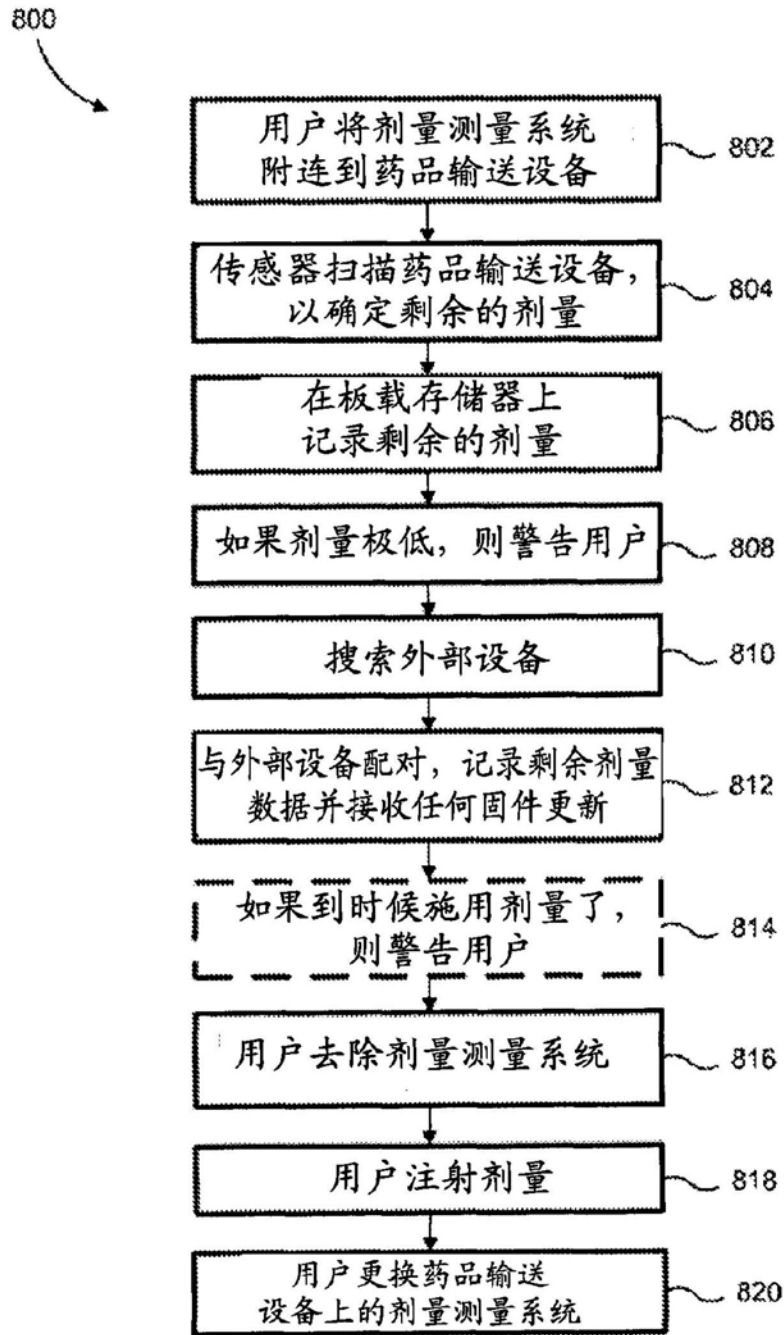 800
用户将剂量测量系统
附连到药品输送设备
802
传感器扫描药品输送设备，
以确定剩余的剂量
804
在板载存储器上
记录剩余的剂量
806
如果剂量极低，则警告用户
808
搜索外部设备
810
与外部设备配对，记录剩余剂量
数据并接收任何固件更新
812
如果到时候施用剂量了，
则警告用户
814
用户去除剂量测量系统
816
用户注射剂量
818
用户更换药品输送
设备上的剂量测量系统
820